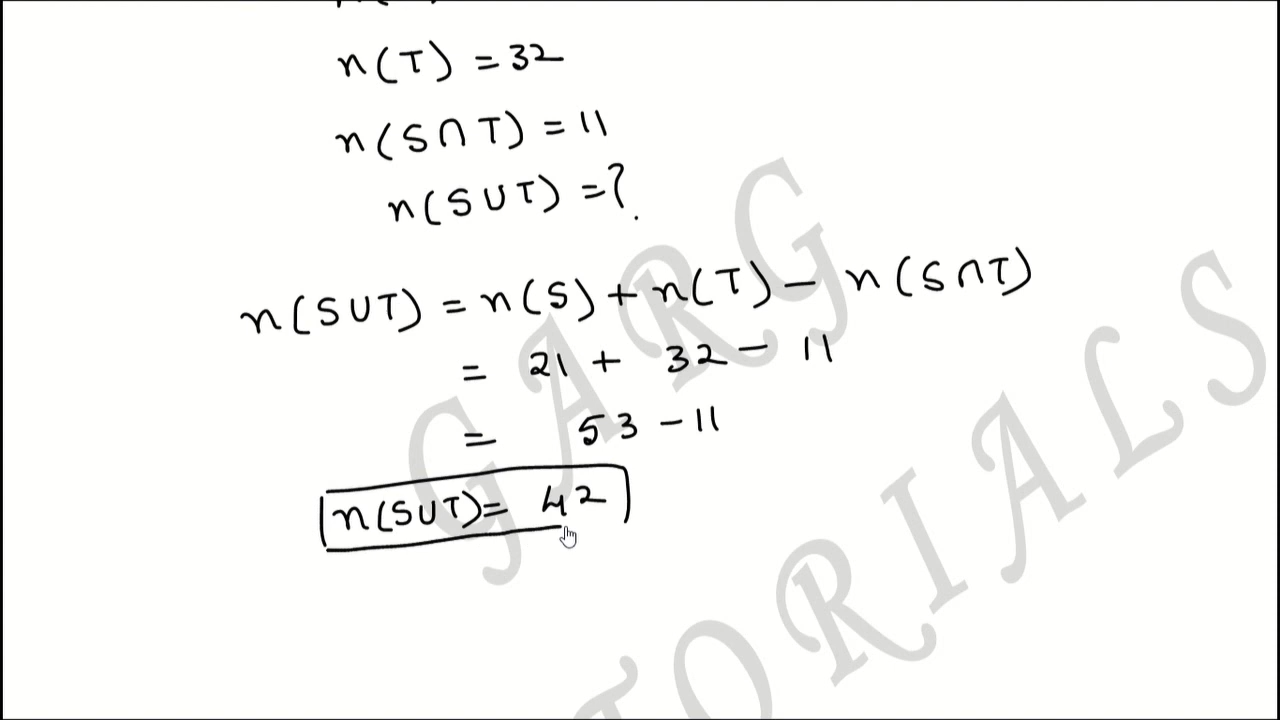 n(T) = 32
n(S∩T) = 11
n(S∪T) = ?
n(S∪T) = n(S) + n(T) - n(S∩T)
= 21 + 32 - 11
= 53 - 11
n(S∪T) = 42
GARG
TORIALS